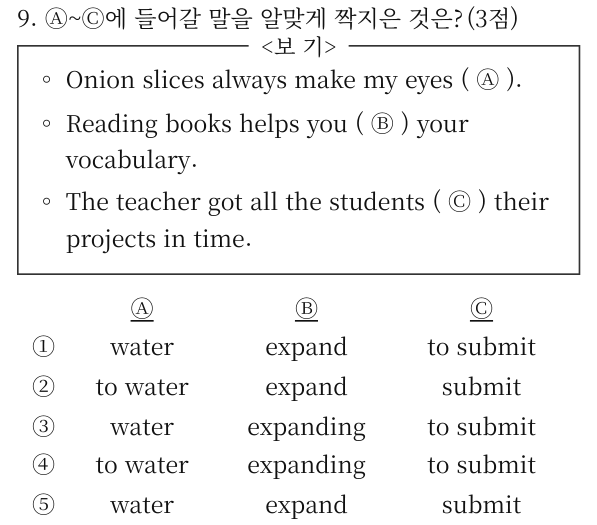 9. Ⓐ~Ⓒ에 들어갈 말을 알맞게 짝지은 것은?(3점)
<보 기>
◦ Onion slices always make my eyes ( Ⓐ ).
◦ Reading books helps you ( Ⓑ ) your
vocabulary.
◦ The teacher got all the students ( Ⓒ ) their
projects in time.
Ⓐ Ⓑ Ⓒ
① water expand to submit
② to water expand submit
③ water expanding to submit
④ to water expanding to submit
⑤ water expand submit